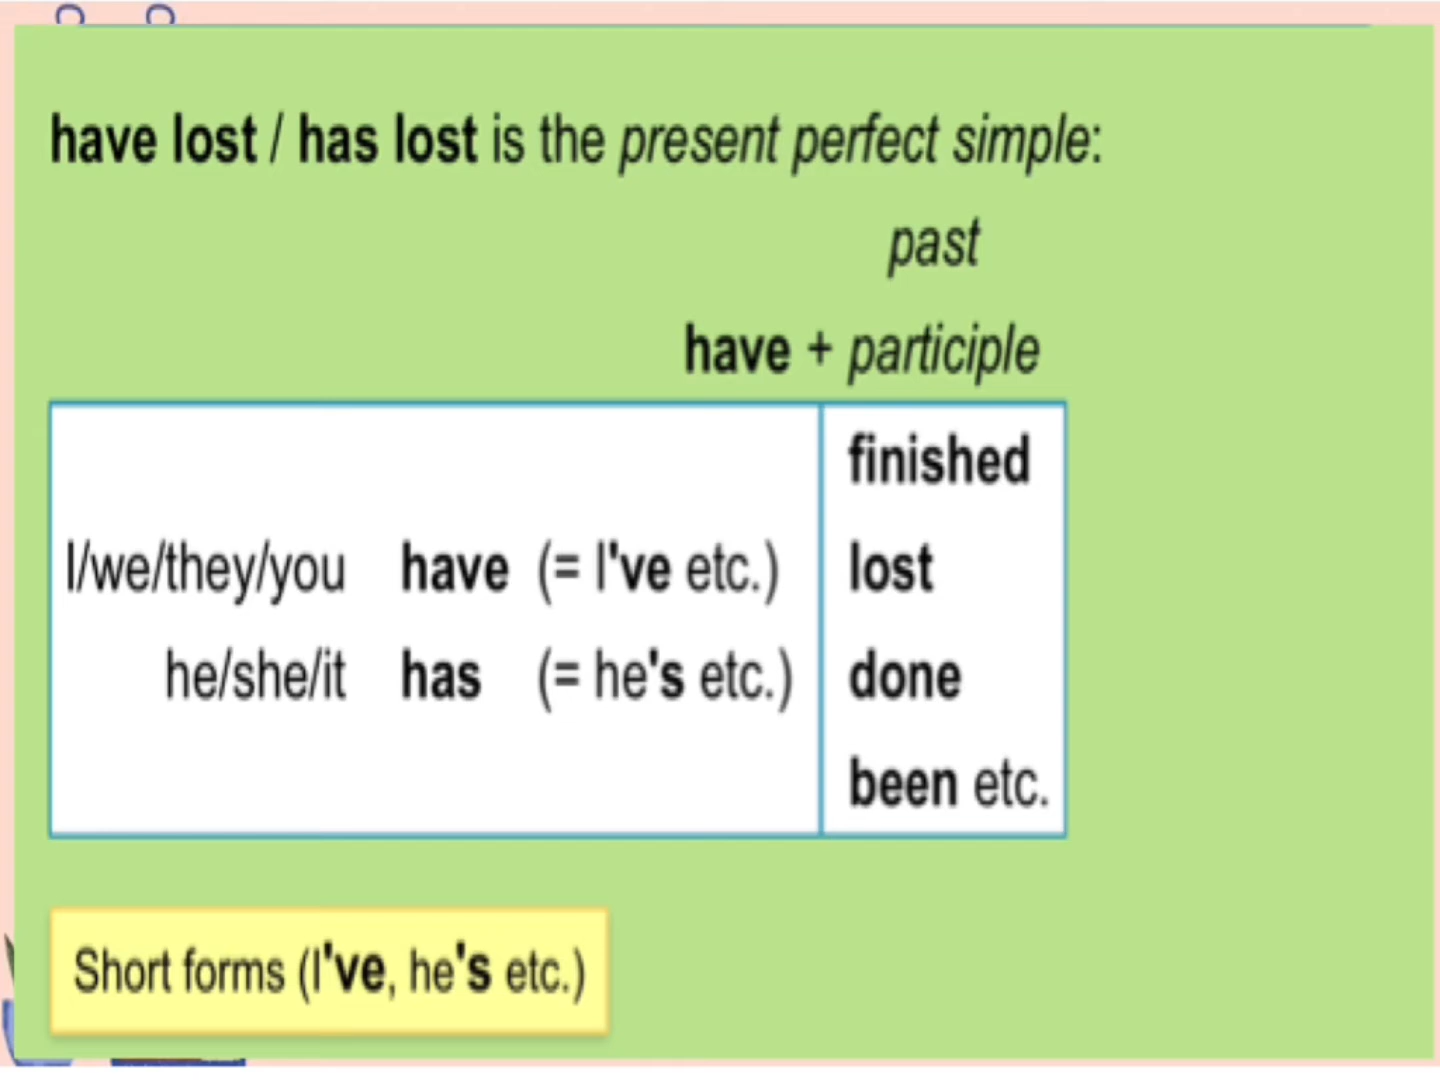 have lost / has lost is the present perfect simple:
past
have + participle
finished
I/we/they/you have (= I've etc.) lost
he/she/it has (= he's etc.) done
been etc.
Short forms (I've, he's etc.)